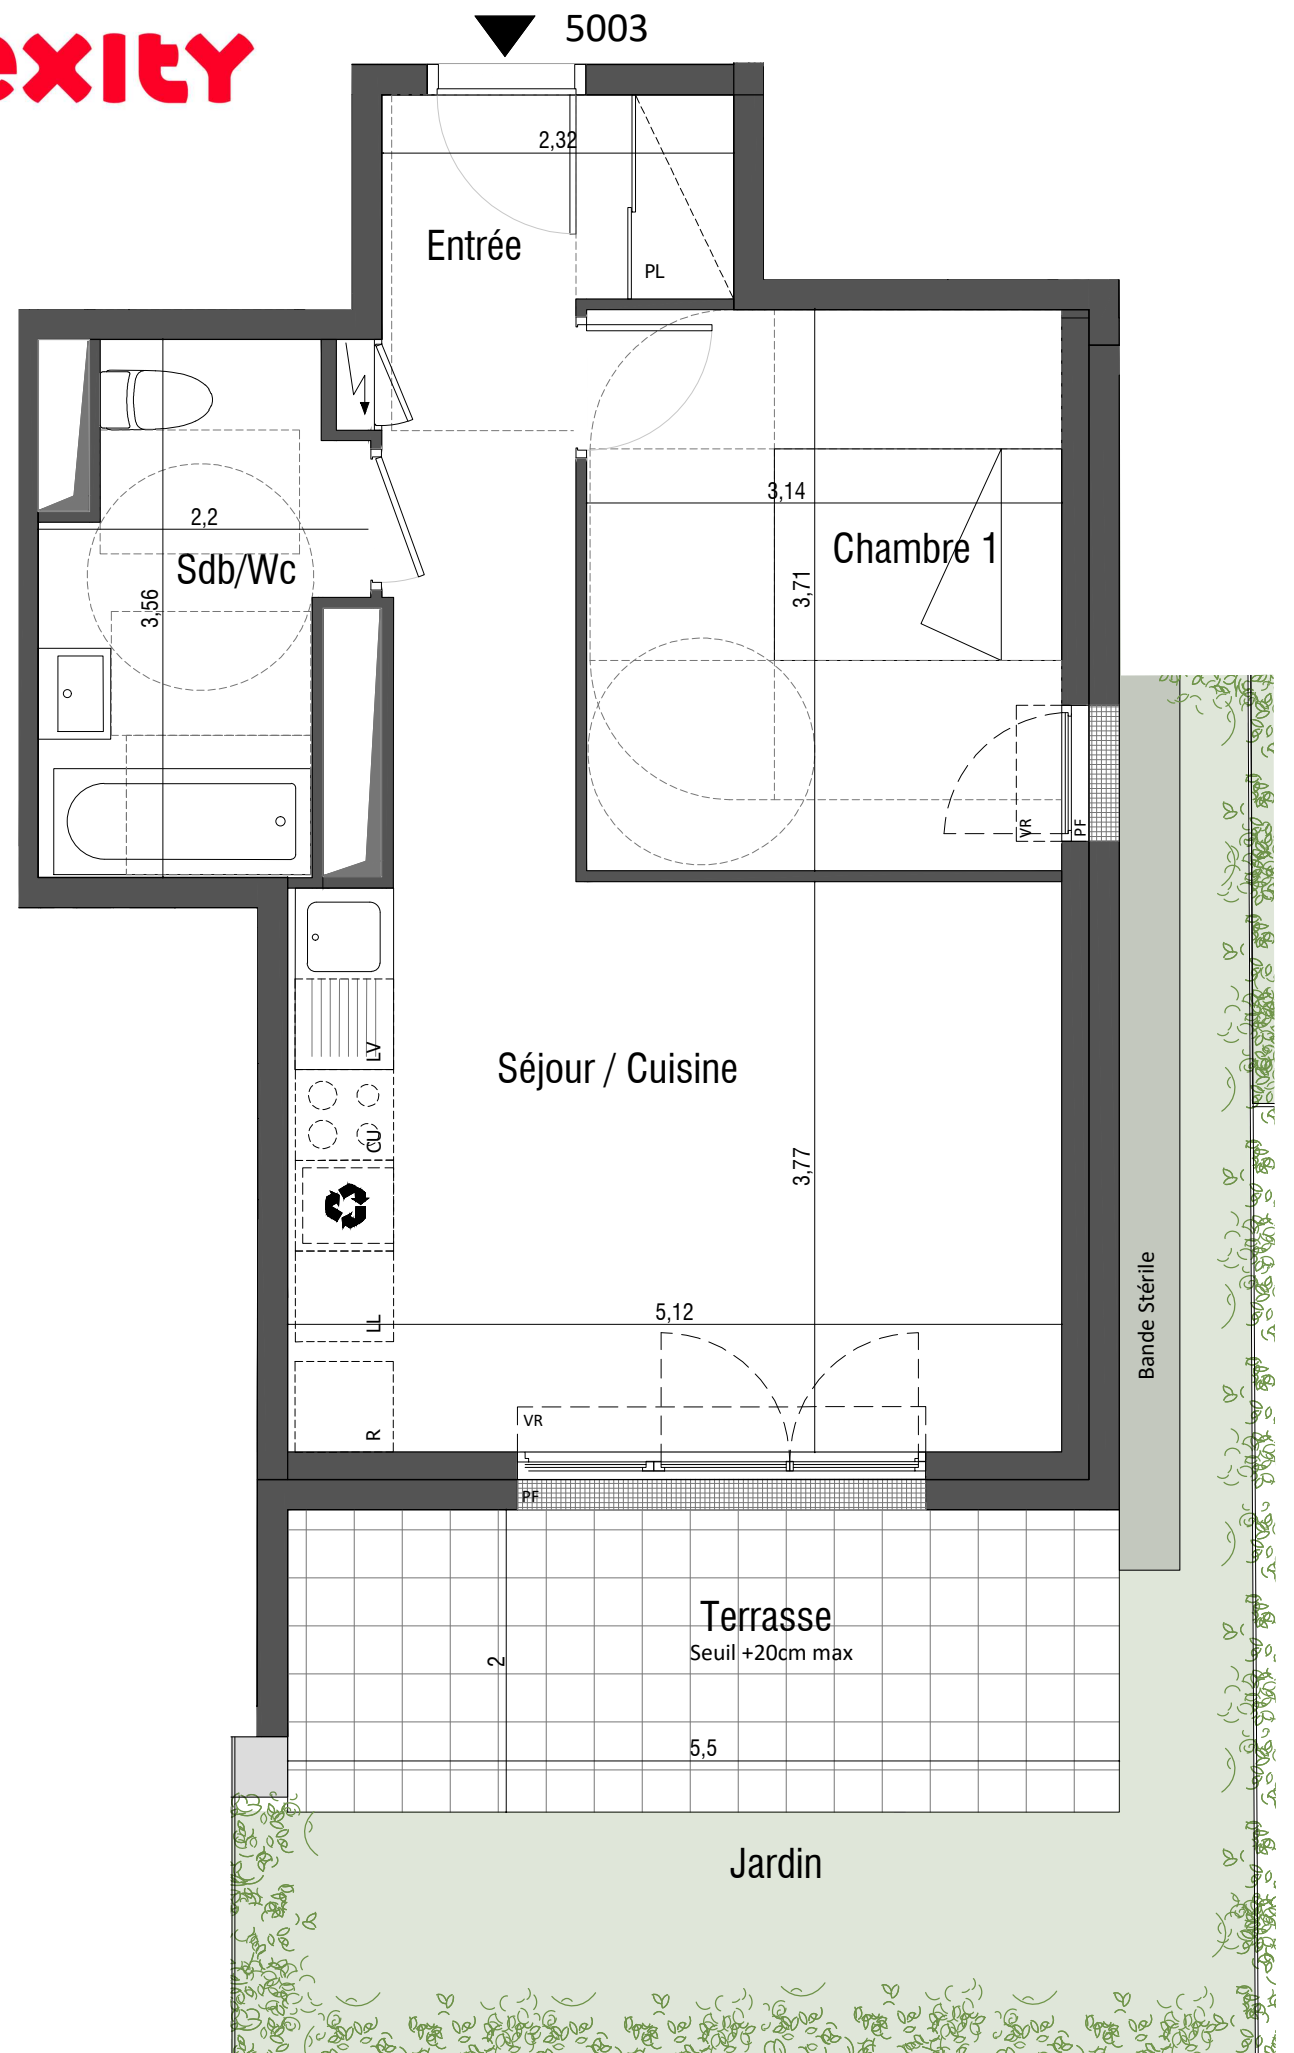 exity
5003
2,32
Entrée
PL
2,2
Sdb/Wc
3,56
3,14
Chambre 1
3,71
VR
PF
LV
Séjour / Cuisine
CU
3,77
Bande Stérile
5,12
LL
VR
R
PF
Terrasse
Seuil +20cm max
2
5,5
Jardin